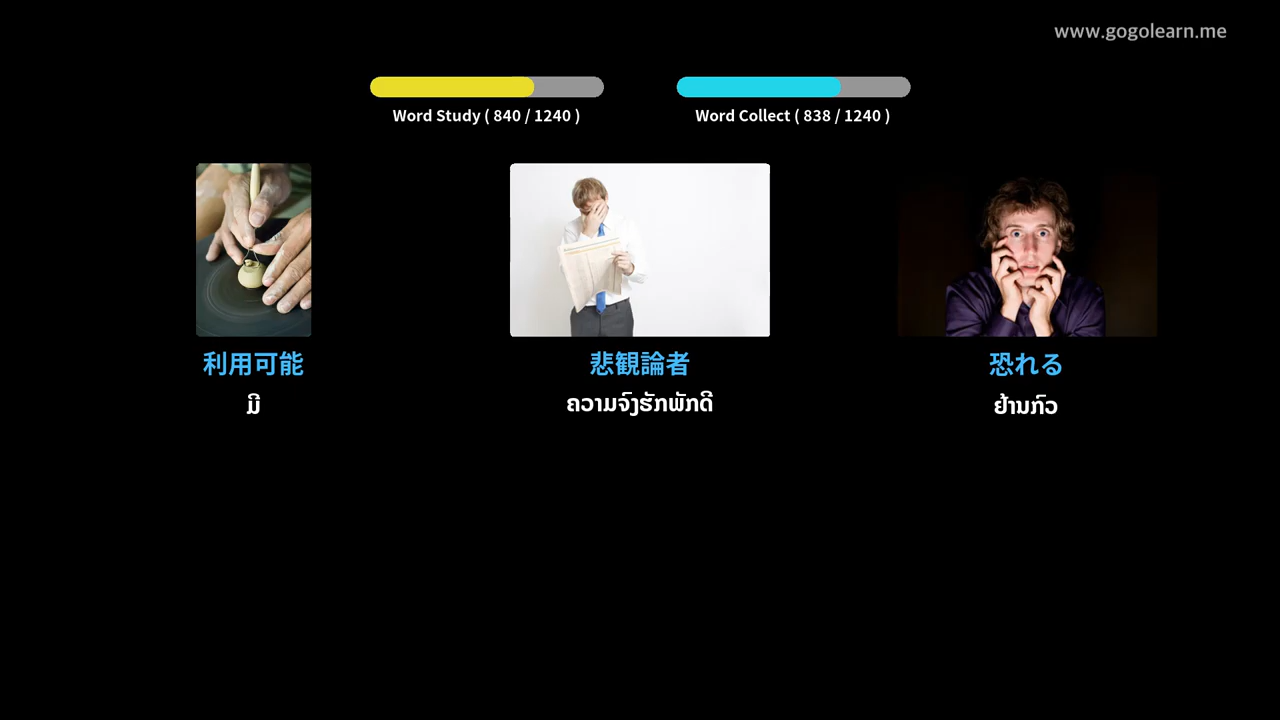 www.gogolearn.me
Word Study ( 840 / 1240 )
Word Collect ( 838 / 1240 )
利用可能
悲観論者
恐れる
ມີ
ຄວາມຈົງຮັກພັກດີ
ຢ້ານກົວ